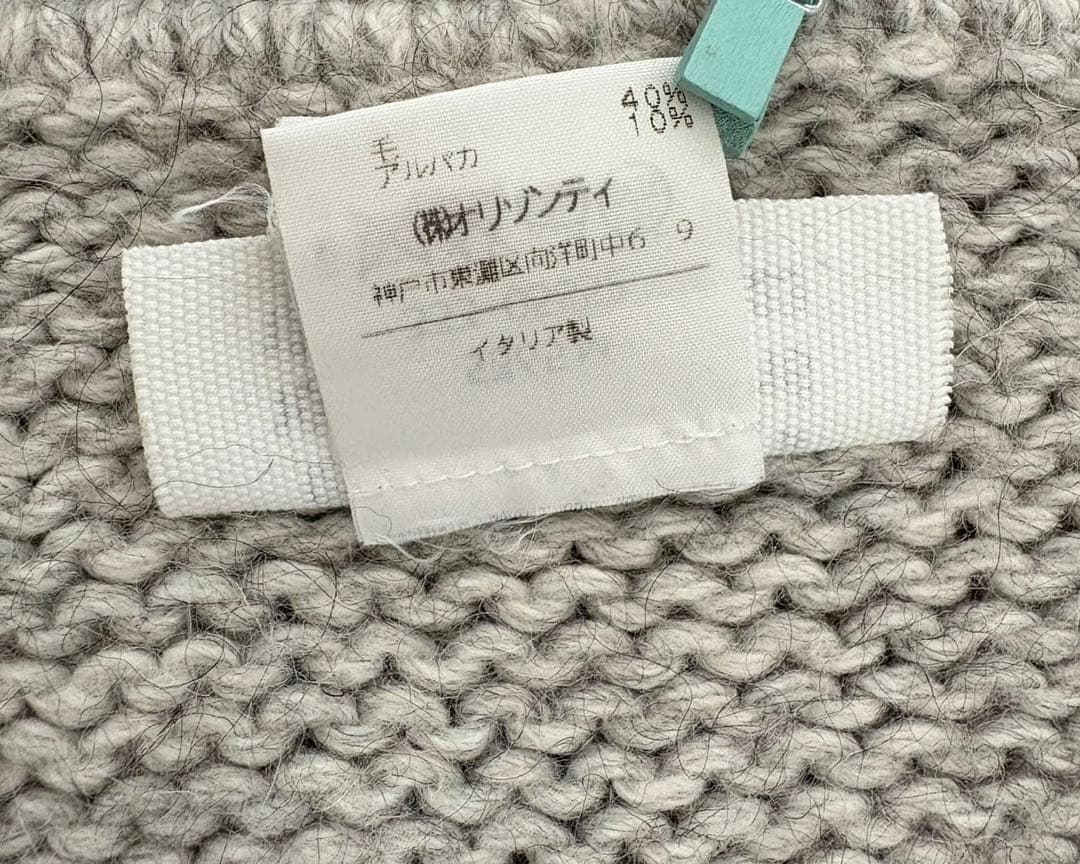 毛 40%
アルパカ 10%
(株)オリゾンティ
神戸市東灘区向洋町中6 9
イタリア製